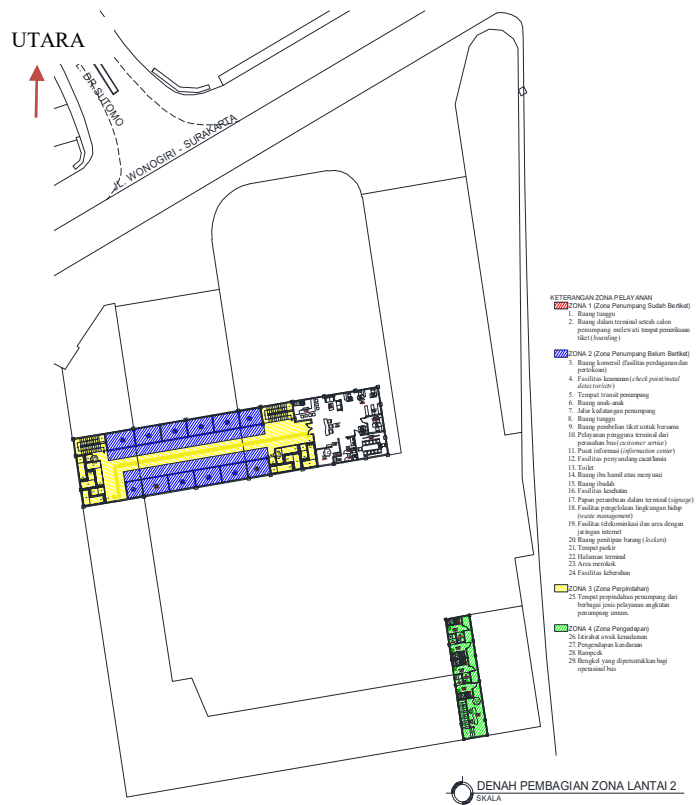 UTARA
L. DR.SUTOMO
JL. WONOGIRI - SURAKARTA
KETERANGAN ZONA PELAYANAN
ZONA 1 (Zona Penumpang Sudah Bertiket)
1. Ruang tunggu
2. Ruang dalam terminal seteah calon
penumpang melewati tempat pemeriksaan
tiket (boarding)
ZONA 2 (Zona Penumpang Belum Bertiket)
3. Ruang komersil (fasilitas perdagangan dan
pertokoan)
4. Fasilitas keamanan (check point/metal
detector/cctv)
5. Tempat transit penumpang
6. Ruang anak-anak
7. Jalur kedatangan penumpang
8. Ruang tunggu
9. Ruang pembelian tiket untuk bersama
10. Pelayanan pengguna terminal dari
perusahan bus (customer service)
11. Pusat informasi (information center)
12. Fasilitas penyandang cacat/lansia
13. Toilet
14. Ruang ibu hamil atau menyusui
15. Ruang ibadah
16. Fasilitas kesehatan
17. Papan perambuan dalam terminal (signage)
18. Fasilitas pengelolaan lingkungan hidup
(waste management)
19. Fasilitas telekominkasi dan area dengan
jaringan internet
20. Ruang penitipan barang (lockers)
21. Tempat parkir
22. Halaman terminal
23. Area merokok
24. Fasilitas kebersihan
ZONA 3 (Zona Perpindahan)
25. Tempat perpindahan penumpang dari
berbagai jenis pelayanan angkutan
penumpang umum.
ZONA 4 (Zona Pengedepan)
26. Istirahat awak kenadaraan
27. Pengendapan kendaraan
28. Rampcek
29. Bengkel yang diperuntukkan bagi
operasinal bus
DENAH PEMBAGIAN ZONA LANTAI 2
SKALA